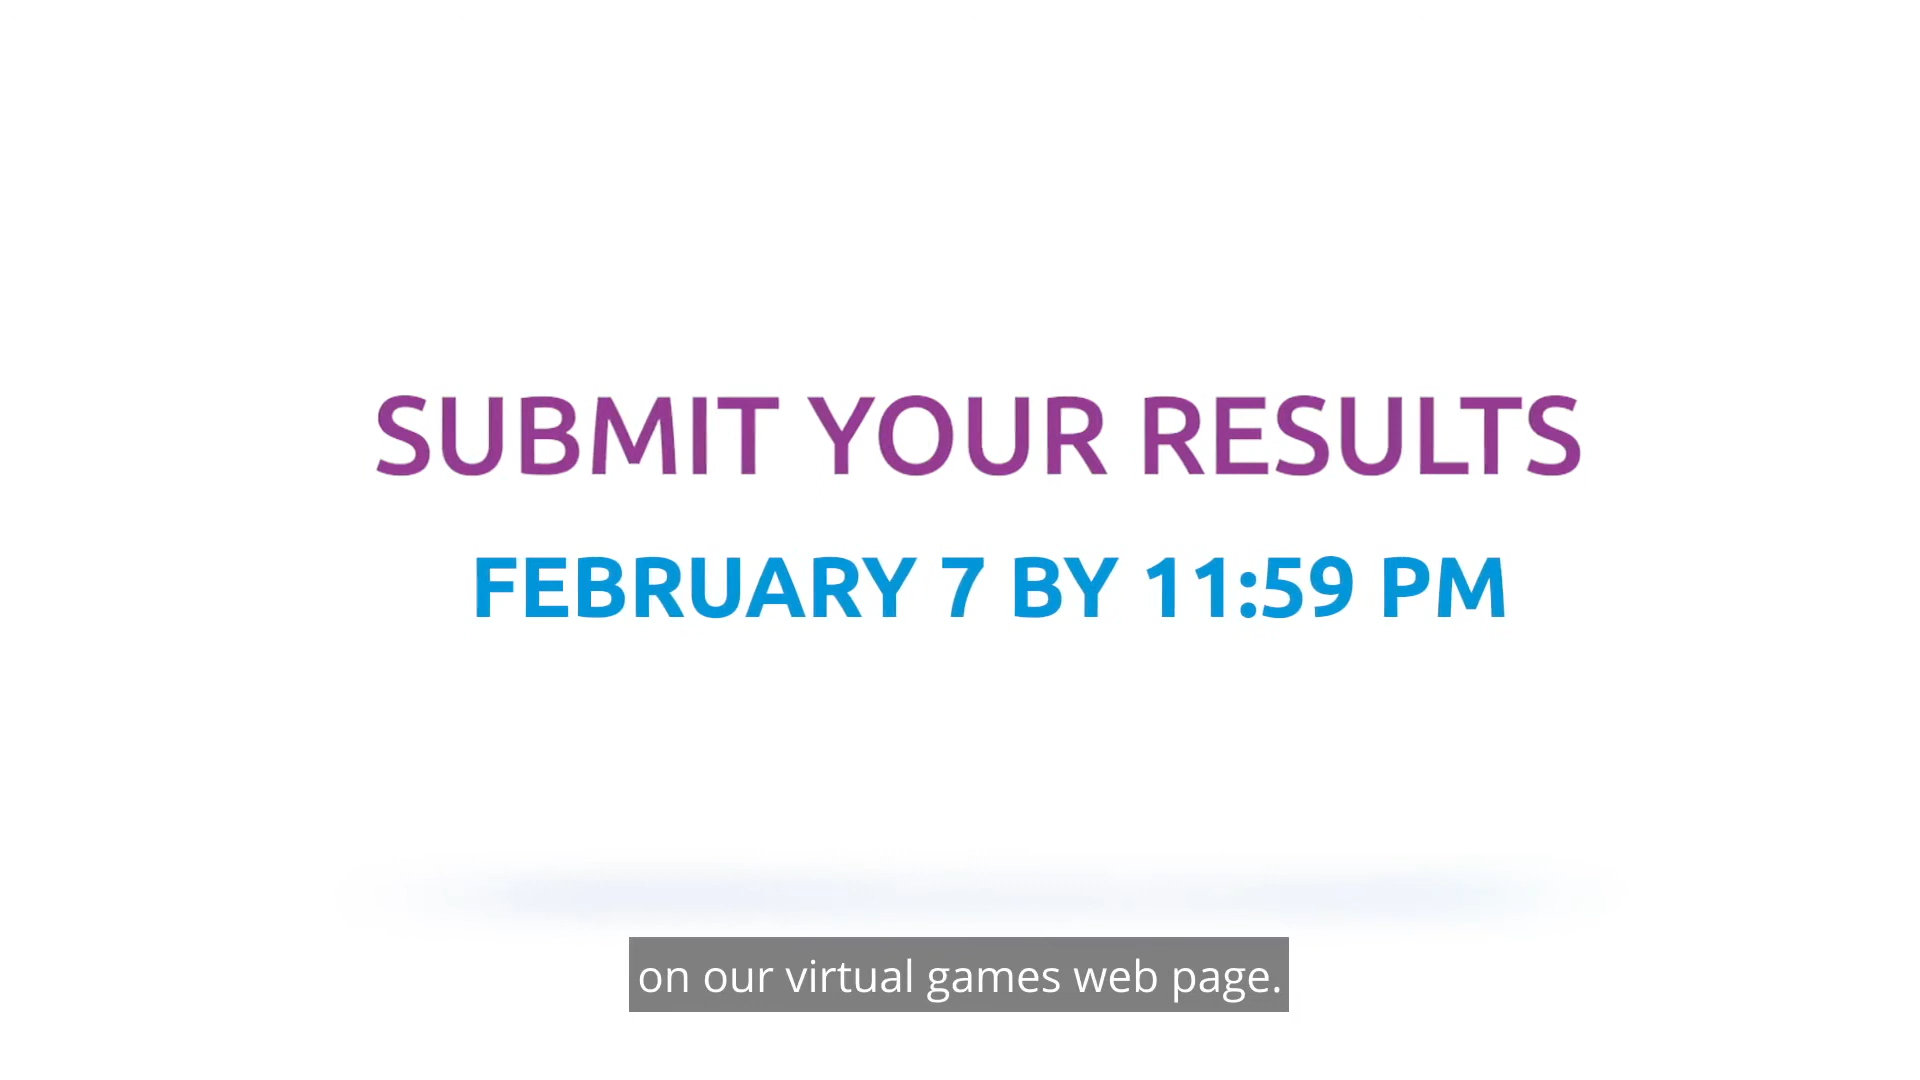 SUBMIT YOUR RESULTS
FEBRUARY 7 BY 11:59 PM
on our virtual games web page.